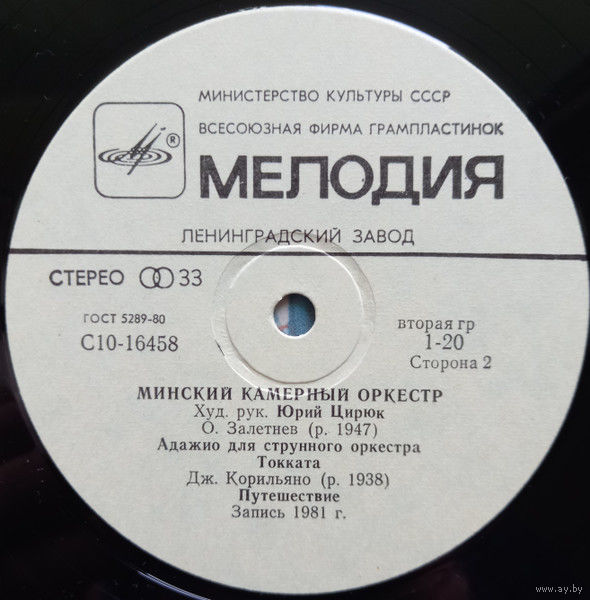 МИНИСТЕРСТВО КУЛЬТУРЫ СССР
ВСЕСОЮЗНАЯ ФИРМА ГРАМПЛАСТИНОК
®
МЕЛОДИЯ
ЛЕНИНГРАДСКИЙ ЗАВОД
СТЕРЕО 33
ГОСТ 5289-80
С10-16458
вторая гр
1-20
Сторона 2
МИНСКИЙ КАМЕРНЫЙ ОРКЕСТР
Худ. рук. Юрий Цирюк
О. Залетнев (р. 1947)
Адажио для струнного оркестра
Токката
Дж. Корильяно (р. 1938)
Путешествие
Запись 1981 г.
www.ay.by